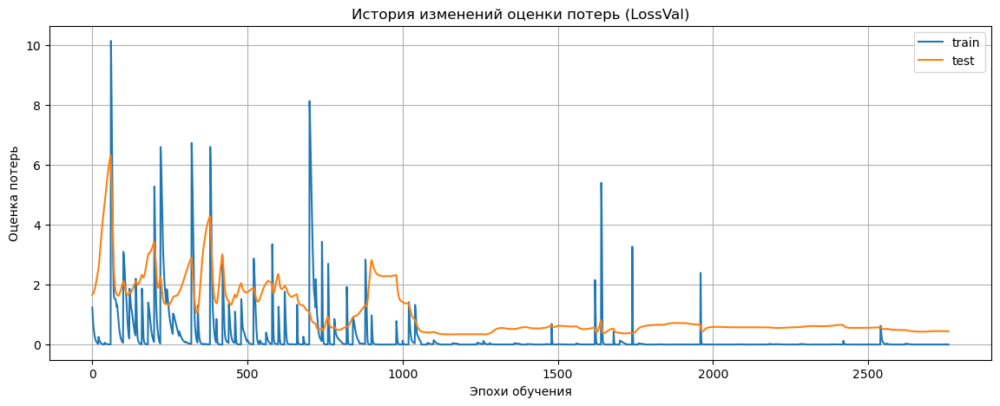 История изменений оценки потерь (LossVal)
Оценка потерь
10
8
6
4
2
0
train
test
0
500
1000
1500
2000
2500
Эпохи обучения